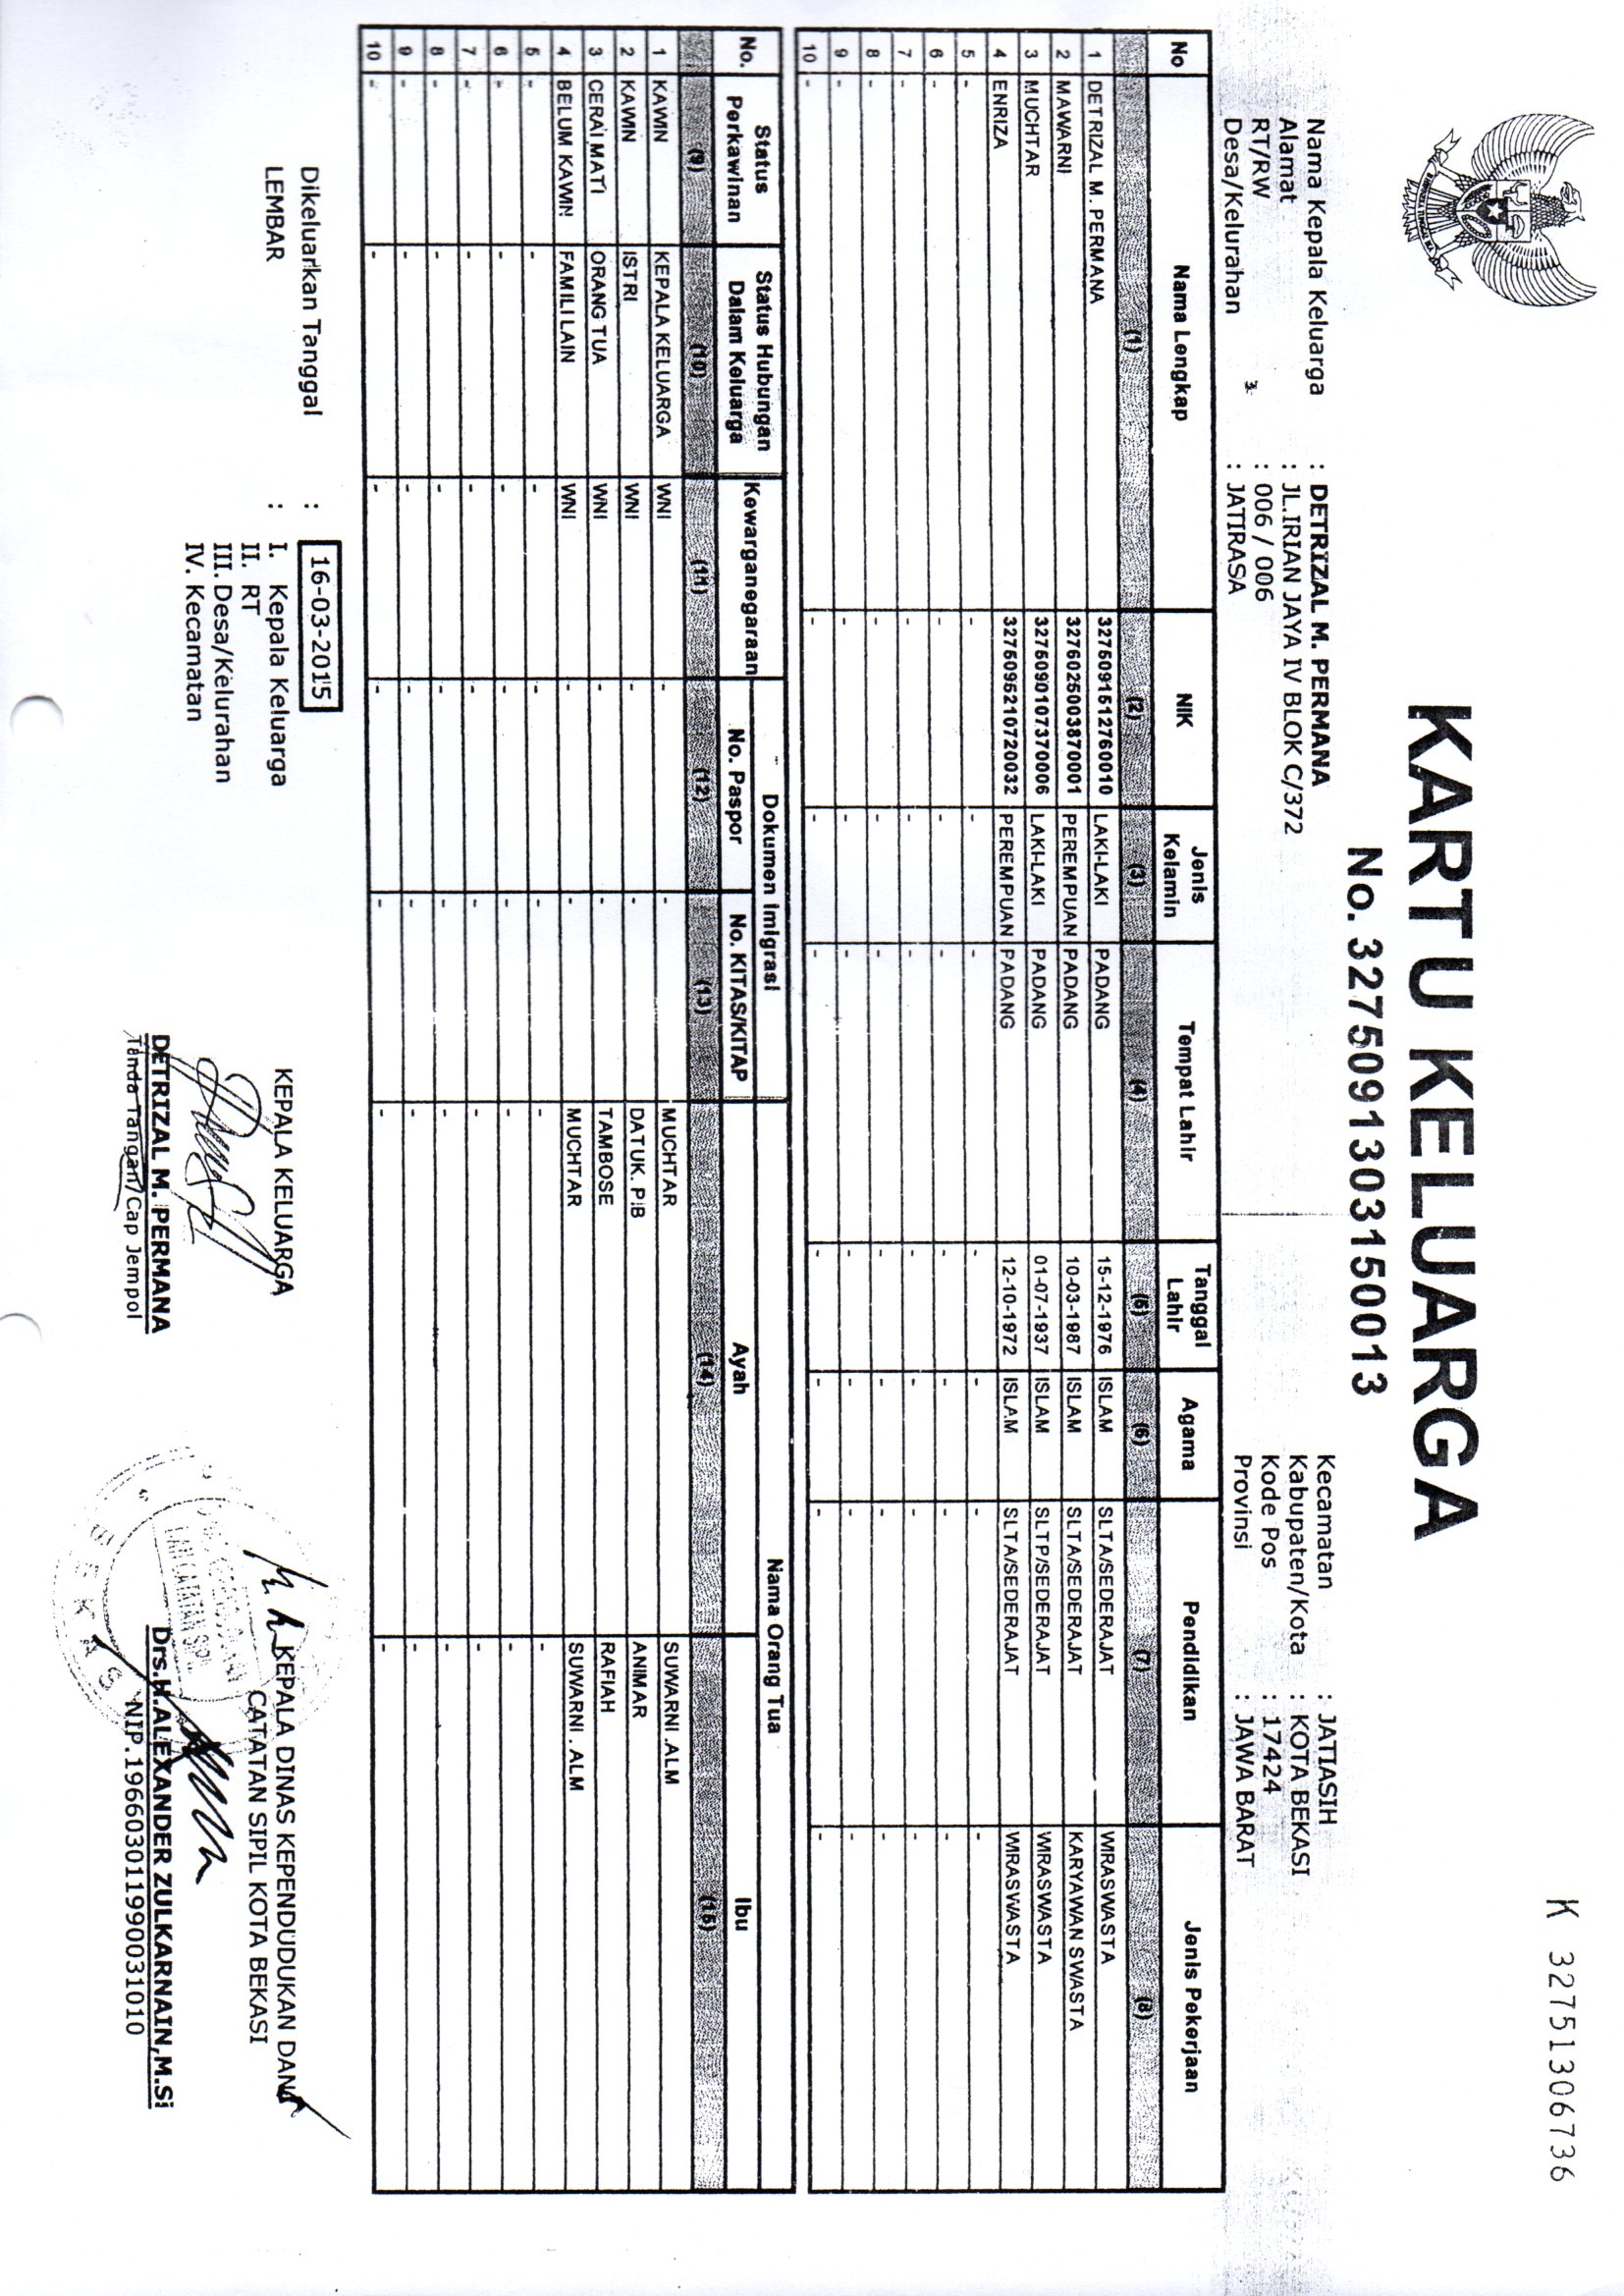 K 32751306736
BHINNEKA TUNGGAL IKA
KARTU KELUARGA
No. 3275091303150013
Nama Kepala Keluarga : DETRIZAL M. PERMANA
Alamat : JL.IRIAN JAYA IV BLOK C/372
RT/RW : 006 / 006
Desa/Kelurahan : JATIRASA
Kecamatan : JATIASIH
Kabupaten/Kota : KOTA BEKASI
Kode Pos : 17424
Provinsi : JAWA BARAT
No Nama Lengkap NIK Jenis Kelamin Tempat Lahir Tanggal Lahir Agama Pendidikan Jenis Pekerjaan
(1) (2) (3) (4) (5) (6) (7) (8)
1 DETRIZAL M. PERMANA 3275091512760010 LAKI-LAKI PADANG 15-12-1976 ISLAM SLTA/SEDERAJAT WIRASWASTA
2 MAWARNI 3276025003870001 PEREMPUAN PADANG 10-03-1987 ISLAM SLTA/SEDERAJAT KARYAWAN SWASTA
3 MUCHTAR 3275090107370006 LAKI-LAKI PADANG 01-07-1937 ISLAM SLTP/SEDERAJAT WIRASWASTA
4 ENRIZA 3275095210720032 PEREMPUAN PADANG 12-10-1972 ISLAM SLTA/SEDERAJAT WIRASWASTA
5 - - - - - - - -
6 - - - - - - - -
7 - - - - - - - -
8 - - - - - - - -
9 - - - - - - - -
10 - - - - - - - -
No. Status Perkawinan Status Hubungan Dalam Keluarga Kewarganegaraan Dokumen Imigrasi Nama Orang Tua
No. Paspor No. KITAS/KITAP Ayah Ibu
(9) (10) (11) (12) (13) (14) (15)
1 KAWIN KEPALA KELUARGA WNI - - MUCHTAR SUWARNI .ALM
2 KAWIN ISTRI WNI - - DATUK. PIB ANIMAR
3 CERAI MATI ORANG TUA WNI - - TAMBOSE RAFIAH
4 BELUM KAWIN FAMILI LAIN WNI - - MUCHTAR SUWARNI . ALM
5 - - - - - - -
6 - - - - - - -
7 - - - - - - -
8 - - - - - - -
9 - - - - - - -
10 - - - - - - -
Dikeluarkan Tanggal : 16-03-2015
LEMBAR : I. Kepala Keluarga
II. RT
III. Desa/Kelurahan
IV. Kecamatan
KEPALA KELUARGA
DETRIZAL M. PERMANA
Tanda Tangan/Cap Jempol
KEPALA DINAS KEPENDUDUKAN DAN
CATATAN SIPIL KOTA BEKASI
KEPENDUDUKAN
DAN CATATAN SIPIL
BEKASI
Drs.H.ALEXANDER ZULKARNAIN,M.Si
NIP.196603011990031010